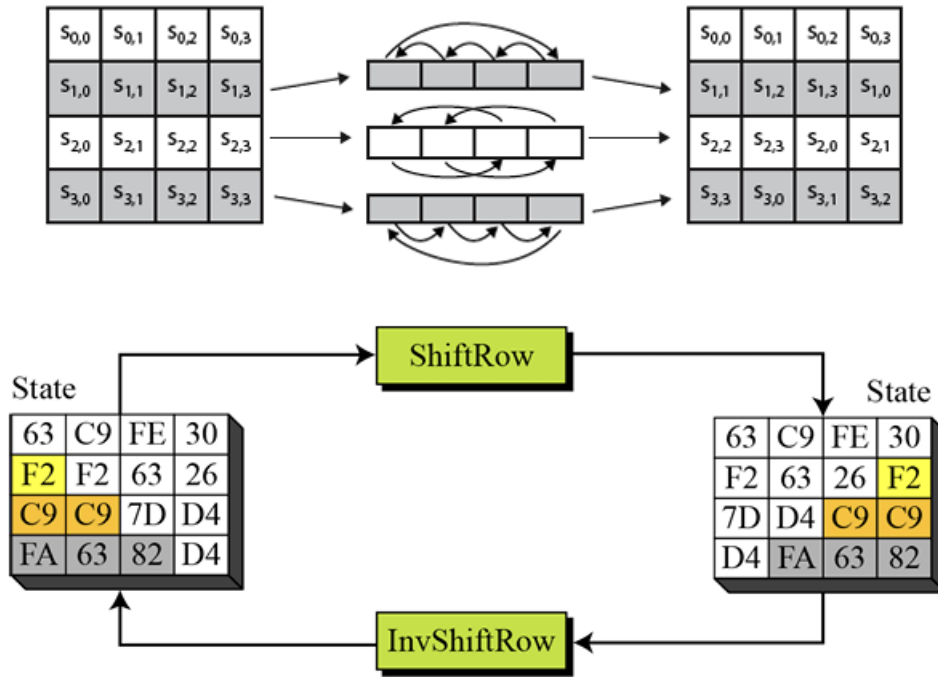 S0,0 S0,1 S0,2 S0,3
S1,0 S1,1 S1,2 S1,3
S2,0 S2,1 S2,2 S2,3
S3,0 S3,1 S3,2 S3,3
S0,0 S0,1 S0,2 S0,3
S1,1 S1,2 S1,3 S1,0
S2,2 S2,3 S2,0 S2,1
S3,3 S3,0 S3,1 S3,2
ShiftRow
State
63 C9 FE 30
F2 F2 63 26
C9 C9 7D D4
FA 63 82 D4
State
63 C9 FE 30
F2 63 26 F2
7D D4 C9 C9
D4 FA 63 82
InvShiftRow